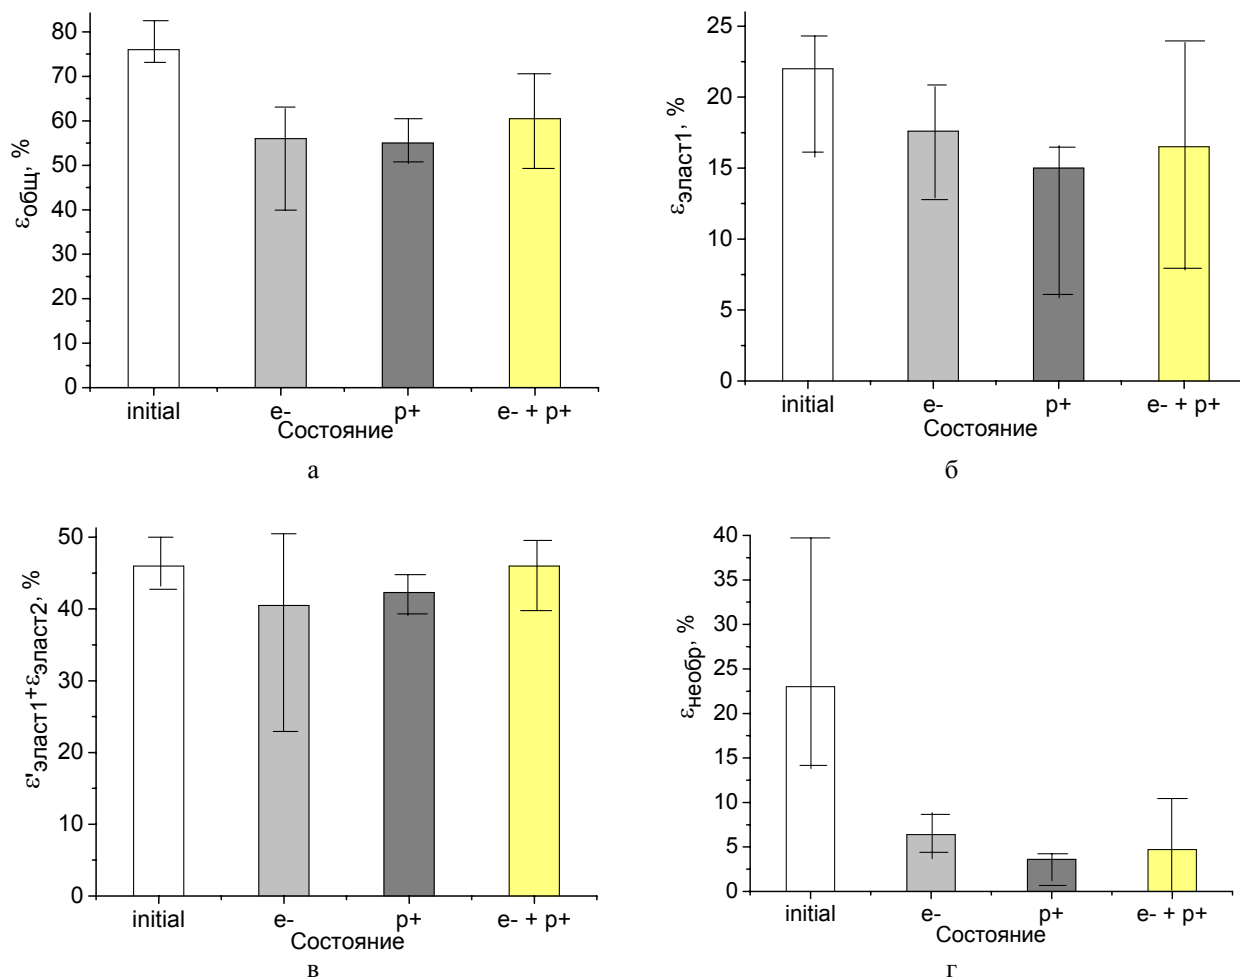 εобщ, %
80
70
60
50
40
30
20
10
0
initial
e-
p+
e- + p+
Состояние
а
εэласт1, %
25
20
15
10
5
0
initial
e-
p+
e- + p+
Состояние
б
ε'эласт1+εэласт2, %
50
40
30
20
10
0
initial
e-
p+
e- + p+
Состояние
в
εнеобр, %
40
35
30
25
20
15
10
5
0
initial
e-
p+
e- + p+
Состояние
г